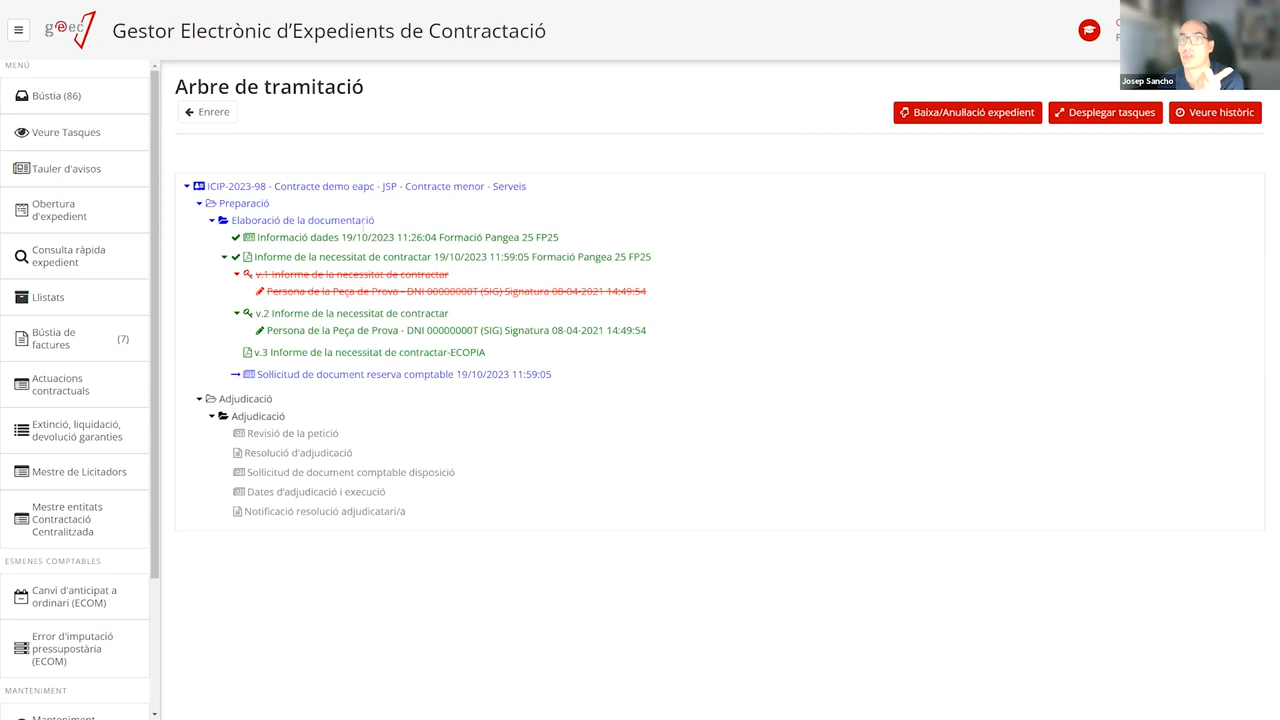 geec
Gestor Electrònic d’Expedients de Contractació
Josep Sancho
MENÚ
Bústia (86)
Veure Tasques
Tauler d'avisos
Obertura
d'expedient
Consulta ràpida
expedient
Llistats
Bústia de
factures
(7)
Actuacions
contractuals
Extinció, liquidació,
devolució garanties
Mestre de Licitadors
Mestre entitats
Contractació
Centralitzada
ESMENES COMPTABLES
Canvi d'anticipat a
ordinari (ECOM)
Error d'imputació
pressupostària
(ECOM)
MANTENIMENT
Manteniment
Arbre de tramitació
Enrere
Baixa/Anul·lació expedient
Desplegar tasques
Veure històric
ICIP-2023-98 - Contracte demo eapc - JSP - Contracte menor - Serveis
Preparació
Elaboració de la documentació
Informació dades 19/10/2023 11:26:04 Formació Pangea 25 FP25
Informe de la necessitat de contractar 19/10/2023 11:59:05 Formació Pangea 25 FP25
v.1 Informe de la necessitat de contractar
Persona de la Peça de Prova - DNI 00000000T (SIG) Signatura 08-04-2021 14:49:54
v.2 Informe de la necessitat de contractar
Persona de la Peça de Prova - DNI 00000000T (SIG) Signatura 08-04-2021 14:49:54
v.3 Informe de la necessitat de contractar-ECOPIA
Sol·licitud de document reserva comptable 19/10/2023 11:59:05
Adjudicació
Adjudicació
Revisió de la petició
Resolució d'adjudicació
Sol·licitud de document comptable disposició
Dates d'adjudicació i execució
Notificació resolució adjudicatari/a